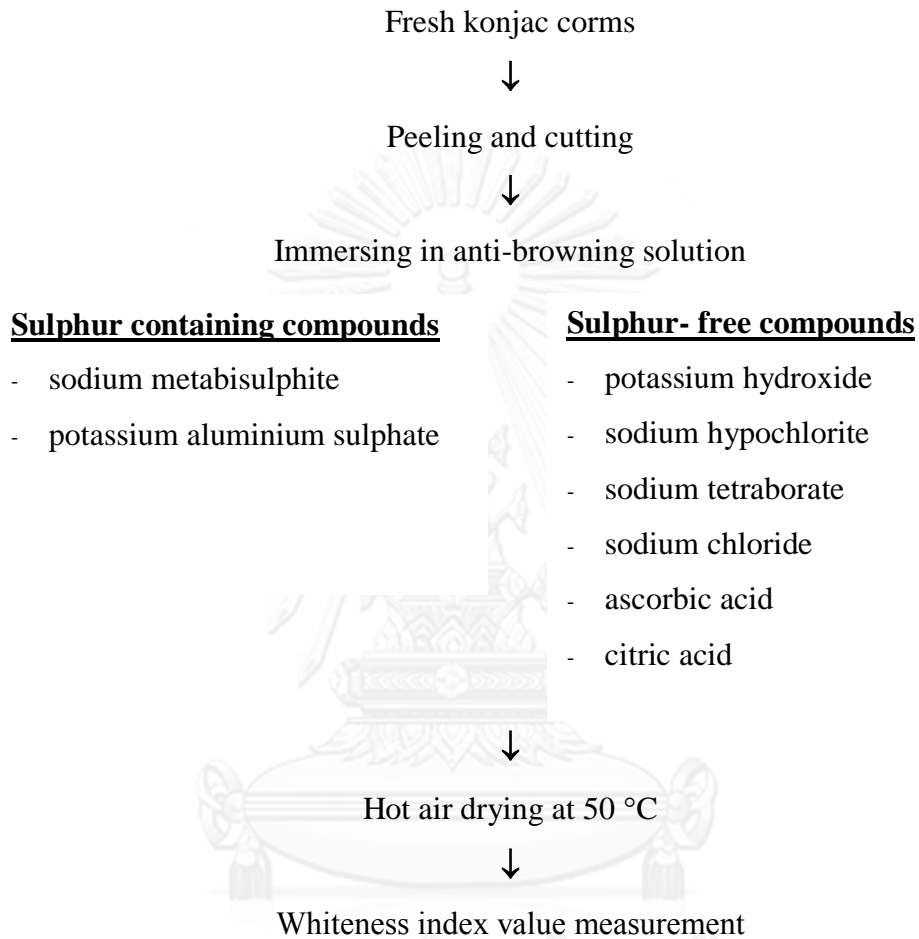 Fresh konjac corms
↓
Peeling and cutting
↓
Immersing in anti-browning solution
Sulphur containing compounds
- sodium metabisulphite
- potassium aluminium sulphate
Sulphur- free compounds
- potassium hydroxide
- sodium hypochlorite
- sodium tetraborate
- sodium chloride
- ascorbic acid
- citric acid
↓
Hot air drying at 50 °C
↓
Whiteness index value measurement